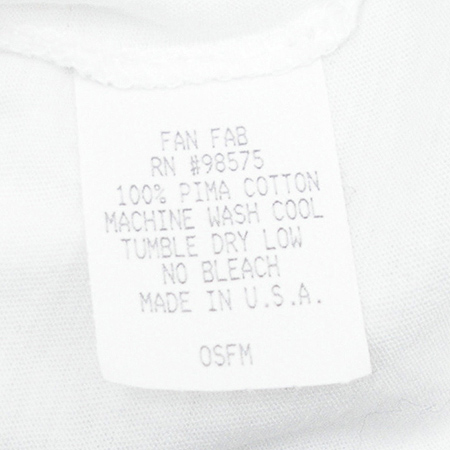 FAN FAB
RN #98575
100% PIMA COTTON
MACHINE WASH COOL
TUMBLE DRY LOW
NO BLEACH
MADE IN U.S.A.
OSFM